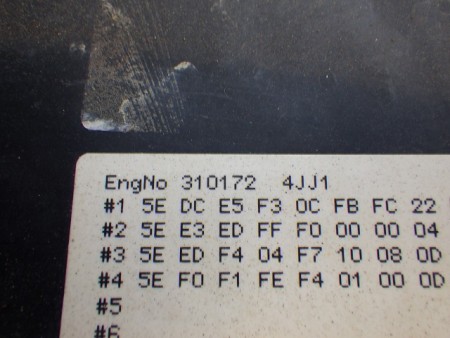 EngNo 310172 4JJ1
#1 5E DC E5 F3 0C FB FC 22
#2 5E E3 ED FF F0 00 00 04
#3 5E ED F4 04 F7 10 08 0D
#4 5E F0 F1 FE F4 01 00 0D
#5
#6